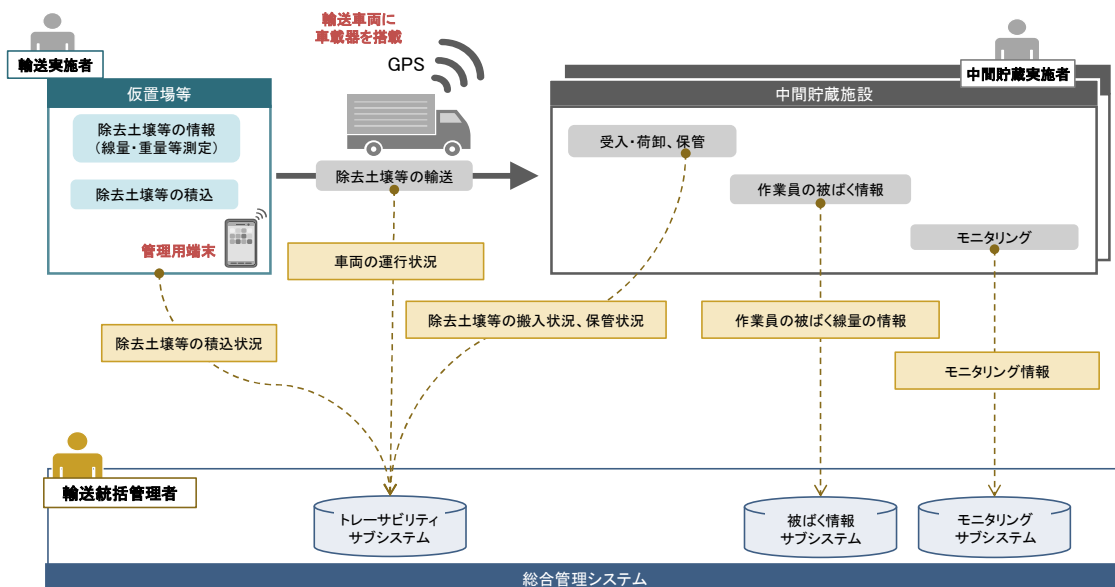 輸送車両に
車載器を搭載
GPS
輸送実施者
中間貯蔵実施者
仮置場等
中間貯蔵施設
除去土壌等の情報
（線量・重量等測定）
除去土壌等の積込
管理用端末
除去土壌等の輸送
受入・荷卸、保管
作業員の被ばく情報
モニタリング
車両の運行状況
除去土壌等の積込状況
除去土壌等の搬入状況、保管状況
作業員の被ばく線量の情報
モニタリング情報
輸送統括管理者
トレーサビリティ
サブシステム
被ばく情報
サブシステム
モニタリング
サブシステム
総合管理システム